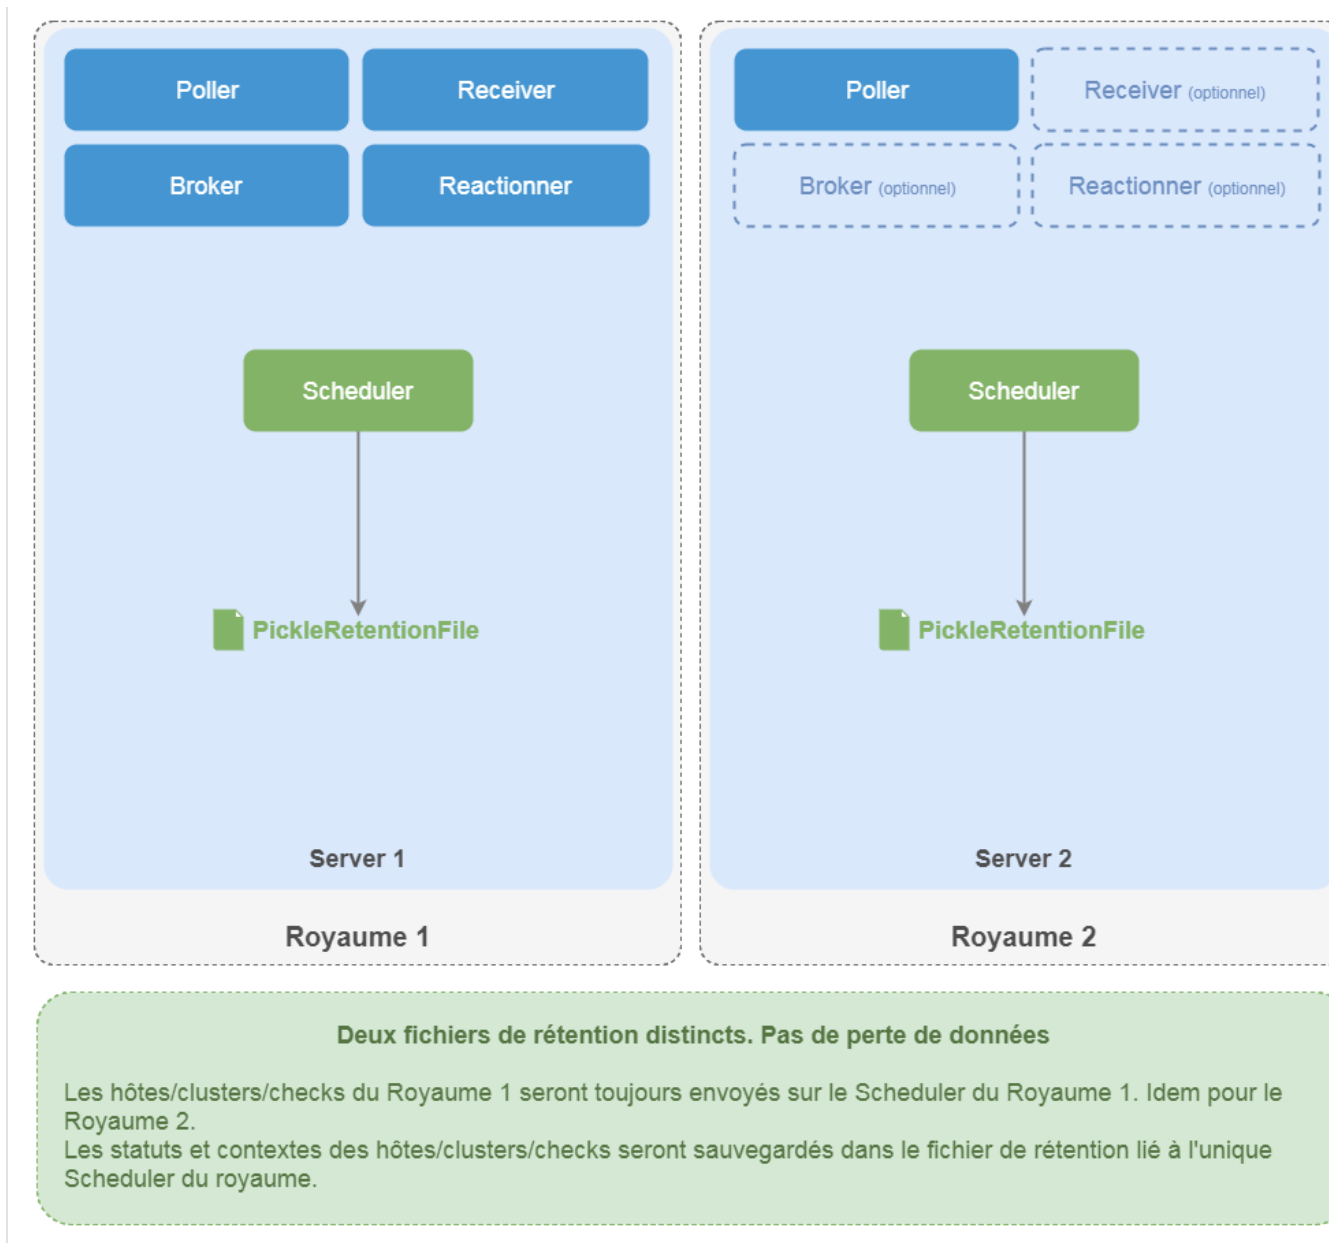 Poller
Receiver
Broker
Reactionner
Scheduler
PickleRetentionFile
Server 1
Royaume 1
Poller
Receiver (optionnel)
Broker (optionnel)
Reactionner (optionnel)
Scheduler
PickleRetentionFile
Server 2
Royaume 2
Deux fichiers de rétention distincts. Pas de perte de données
Les hôtes/clusters/checks du Royaume 1 seront toujours envoyés sur le Scheduler du Royaume 1. Idem pour le
Royaume 2.
Les statuts et contextes des hôtes/clusters/checks seront sauvegardés dans le fichier de rétention lié à l'unique
Scheduler du royaume.